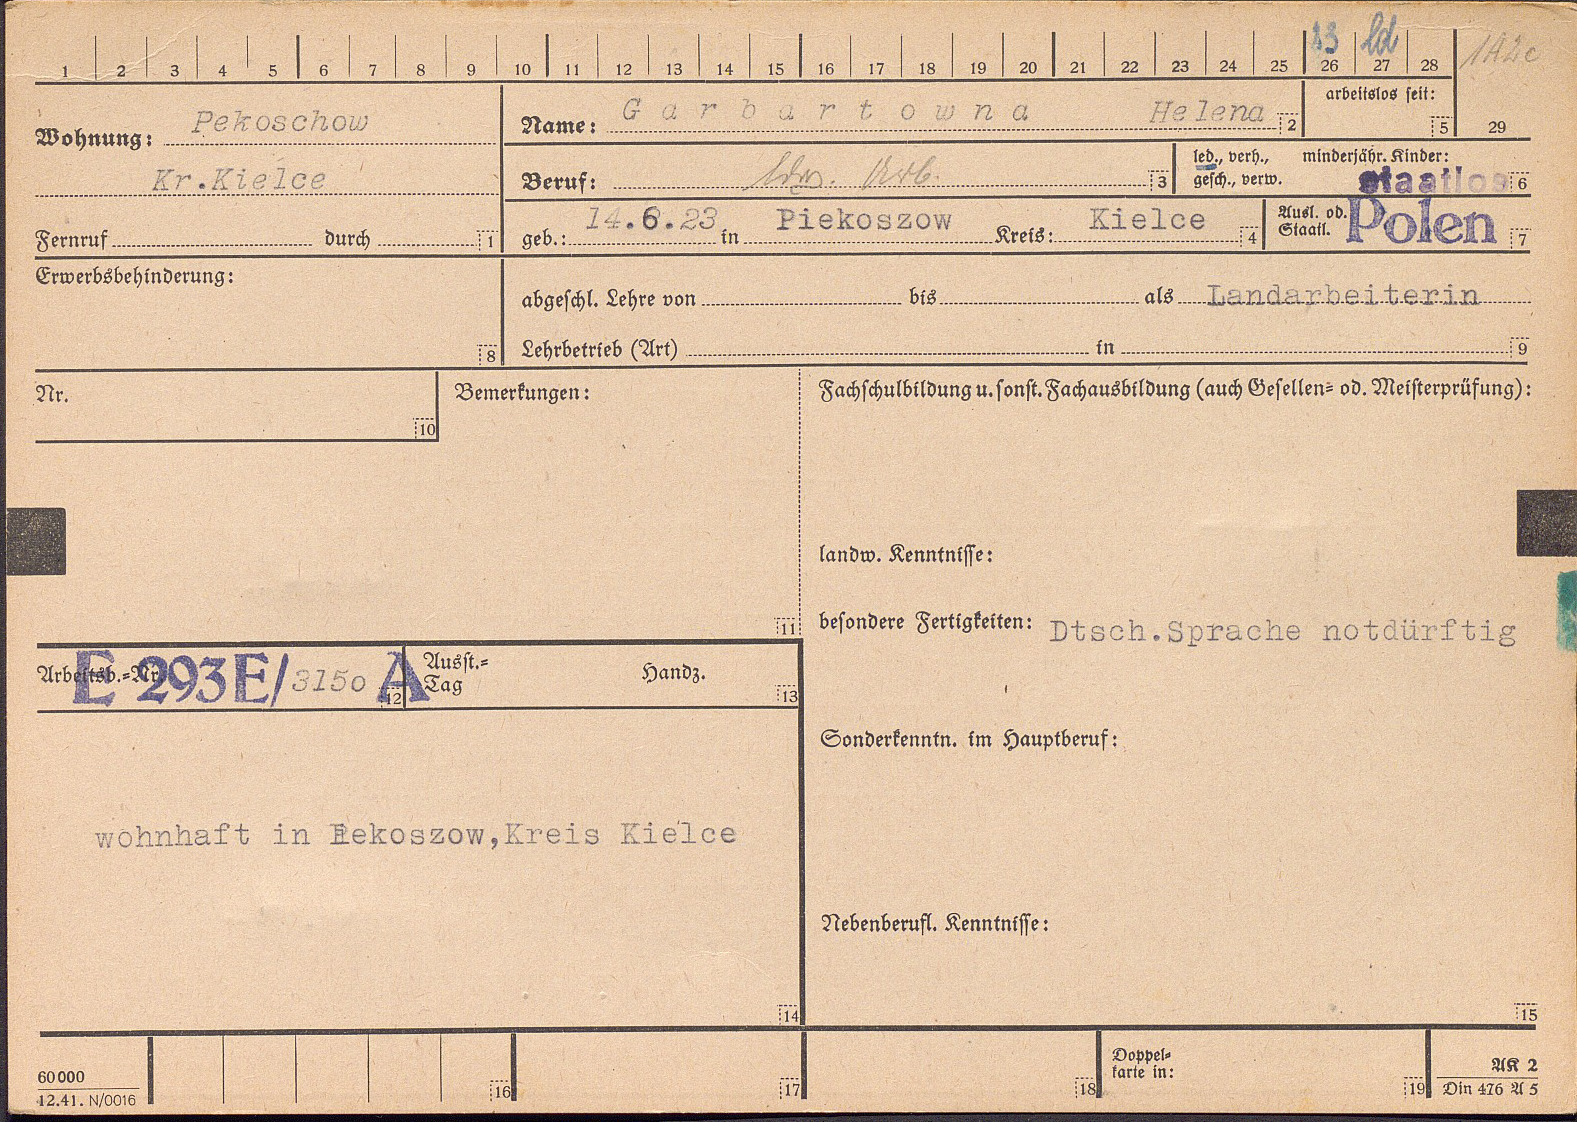 1 2 3 4 5 6 7 8 9 10 11 12 13 14 15 16 17 18 19 20 21 22 23 24 25 26 27 28 29
Wohnung: Pekoschow
Kr.Kielce
Fernruf durch 1
Name: Garbartowna Helena 2
arbeitslos seit: 5
Beruf: Arb. 3
led., verh., gesch., verw.
minderjähr. Kinder: 6
staatlos
geb.: 14.6.23 in Piekoszow Kreis: Kielce 4
Ausl. od. Staatl. Polen 7
Erwerbsbehinderung: 8
abgeschl. Lehre von bis als Landarbeiterin
Lehrbetrieb (Art) in 9
Nr. 10
Bemerkungen: 11
Fachschulbildung u. sonst. Fachausbildung (auch Gesellen= od. Meisterprüfung):
landw. Kenntnisse:
besondere Fertigkeiten: Dtsch.Sprache notdürftig
Arbeitsb.=Nr. E 293E/3150 A 12
Ausst.=
Tag Handz. 13
Sonderkenntn. im Hauptberuf:
wohnhaft in Pekoszow,Kreis Kielce
Nebenberufl. Kenntnisse:
14 15
60000
12.41. N/0016
16 17 18
Doppel=
karte in: 19
AK 2
Din 476 A 5